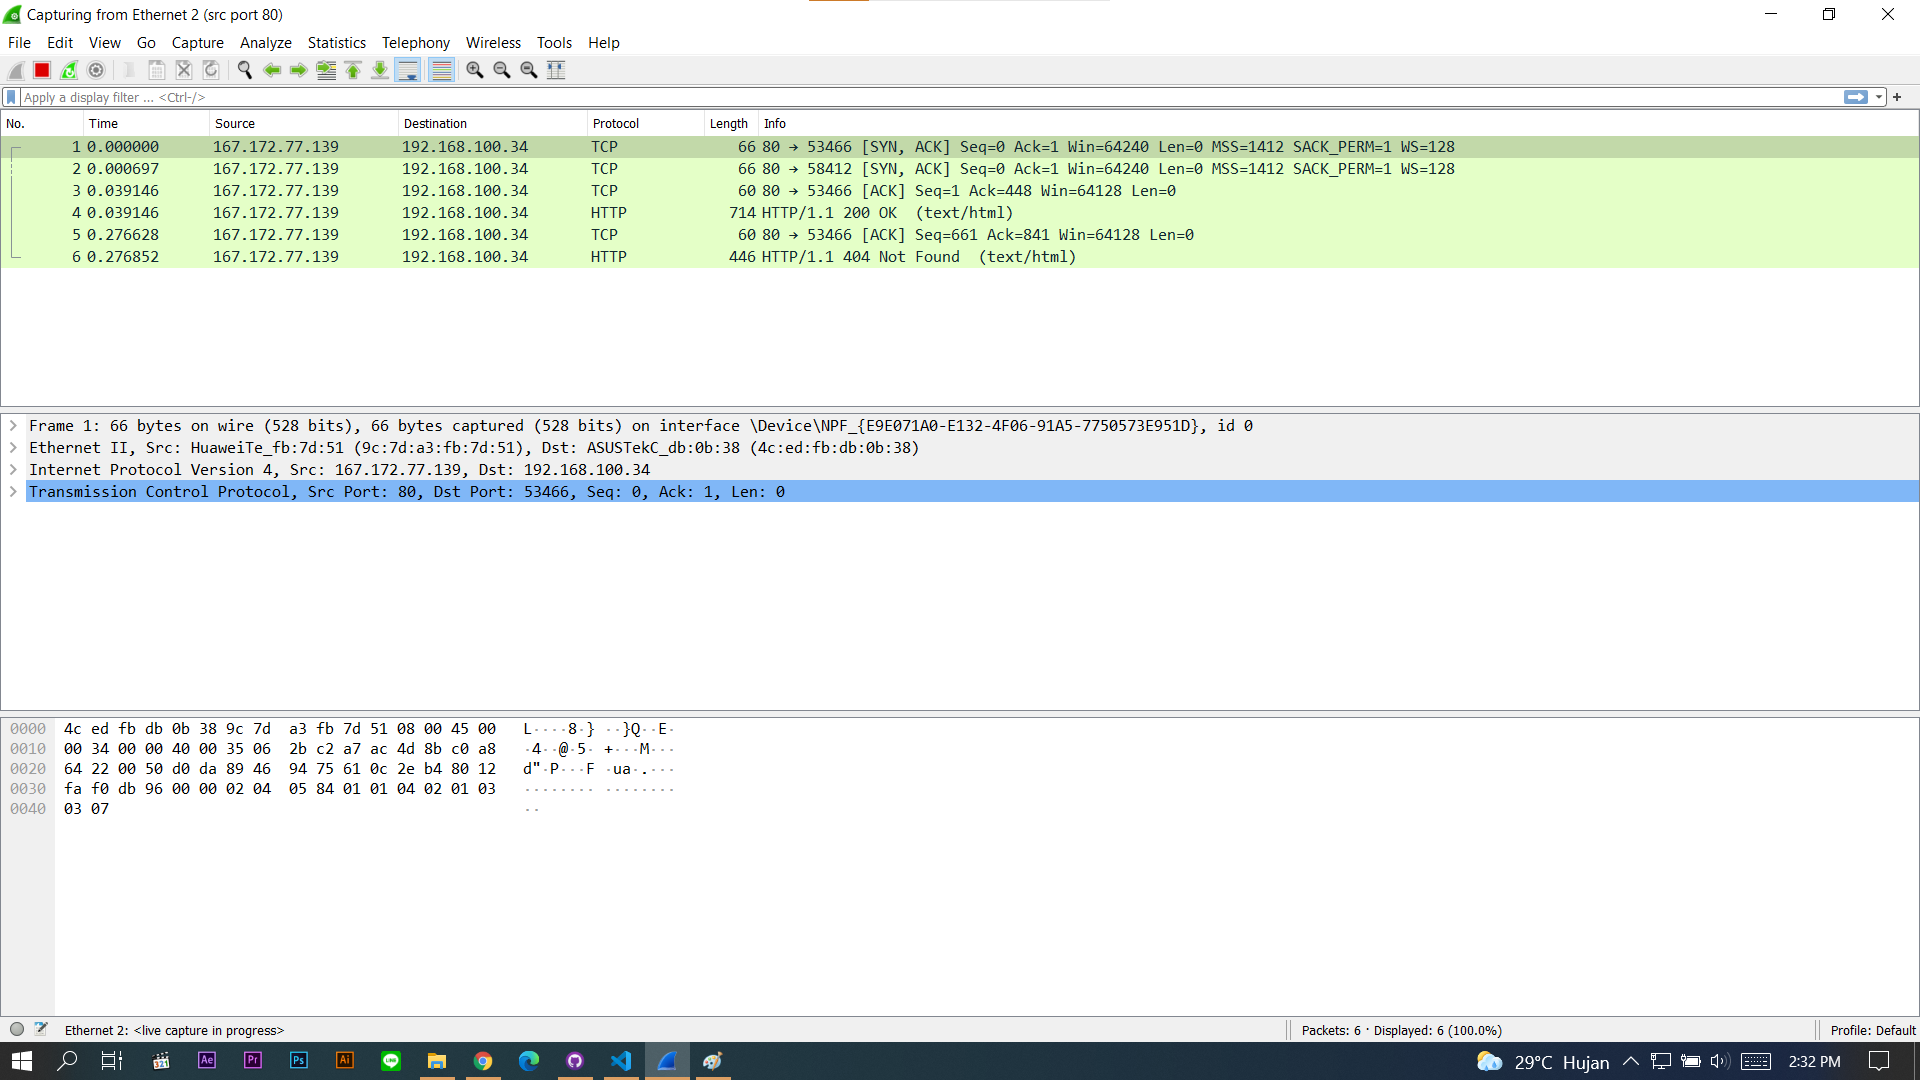 Capturing from Ethernet 2 (src port 80)
File Edit View Go Capture Analyze Statistics Telephony Wireless Tools Help
Apply a display filter ... <Ctrl-/>
No. Time Source Destination Protocol Length Info
1 0.000000 167.172.77.139 192.168.100.34 TCP 66 80 → 53466 [SYN, ACK] Seq=0 Ack=1 Win=64240 Len=0 MSS=1412 SACK_PERM=1 WS=128
2 0.000697 167.172.77.139 192.168.100.34 TCP 66 80 → 58412 [SYN, ACK] Seq=0 Ack=1 Win=64240 Len=0 MSS=1412 SACK_PERM=1 WS=128
3 0.039146 167.172.77.139 192.168.100.34 TCP 60 80 → 53466 [ACK] Seq=1 Ack=448 Win=64128 Len=0
4 0.039146 167.172.77.139 192.168.100.34 HTTP 714 HTTP/1.1 200 OK (text/html)
5 0.276628 167.172.77.139 192.168.100.34 TCP 60 80 → 53466 [ACK] Seq=661 Ack=841 Win=64128 Len=0
6 0.276852 167.172.77.139 192.168.100.34 HTTP 446 HTTP/1.1 404 Not Found (text/html)
Frame 1: 66 bytes on wire (528 bits), 66 bytes captured (528 bits) on interface \Device\NPF_{E9E071A0-E132-4F06-91A5-7750573E951D}, id 0
Ethernet II, Src: HuaweiTe_fb:7d:51 (9c:7d:a3:fb:7d:51), Dst: ASUSTekC_db:0b:38 (4c:ed:fb:db:0b:38)
Internet Protocol Version 4, Src: 167.172.77.139, Dst: 192.168.100.34
Transmission Control Protocol, Src Port: 80, Dst Port: 53466, Seq: 0, Ack: 1, Len: 0
0000 4c ed fb db 0b 38 9c 7d a3 fb 7d 51 08 00 45 00 L····8·} ··}Q··E·
0010 00 34 00 00 40 00 35 06 2b c2 a7 ac 4d 8b c0 a8 ·4··@·5· +···M···
0020 64 22 00 50 d0 da 89 46 94 75 61 0c 2e b4 80 12 d"·P···F ·ua·.···
0030 fa f0 db 96 00 00 02 04 05 84 01 01 04 02 01 03 ········ ········
0040 03 07 ··
Ethernet 2: <live capture in progress> Packets: 6 · Displayed: 6 (100.0%) Profile: Default
321 Ae Pr Ps Ai LINE 29°C Hujan 2:32 PM